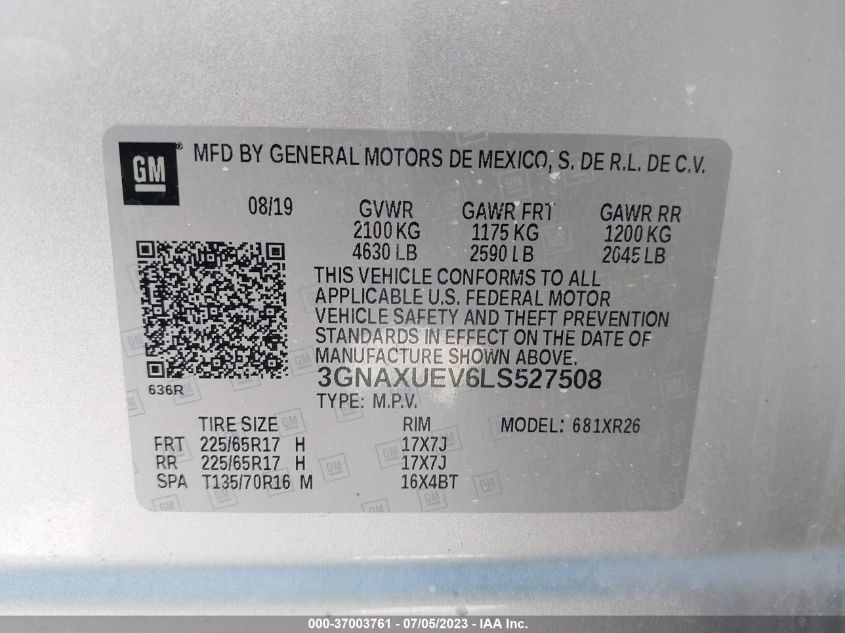 GM ® MFD BY GENERAL MOTORS DE MEXICO, S. DE R.L. DE C.V.
08/19 GVWR GAWR FRT GAWR RR
2100 KG 1175 KG 1200 KG
4630 LB 2590 LB 2645 LB
THIS VEHICLE CONFORMS TO ALL
APPLICABLE U.S. FEDERAL MOTOR
VEHICLE SAFETY AND THEFT PREVENTION
STANDARDS IN EFFECT ON THE DATE OF
MANUFACTURE SHOWN ABOVE.
3GNAXUEV6LS527508
636R
TYPE: M.P.V.
TIRE SIZE RIM MODEL: 681XR26
FRT 225/65R17 H 17X7J
RR 225/65R17 H 17X7J
SPA T135/70R16 M 16X4BT
000-37003761 - 07/05/2023 - IAA Inc.